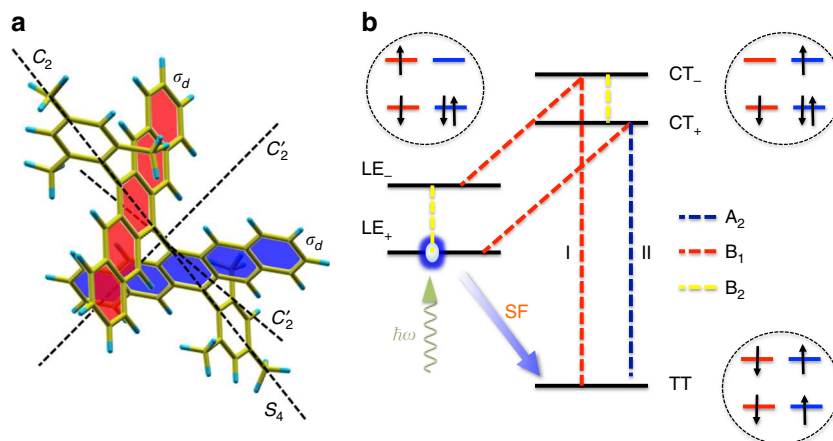 a
C₂
σd
C′₂
σd
C′₂
S₄
b
CT₋
CT₊
LE₋
LE₊
I
II
A₂
B₁
B₂
SF
ħω
TT